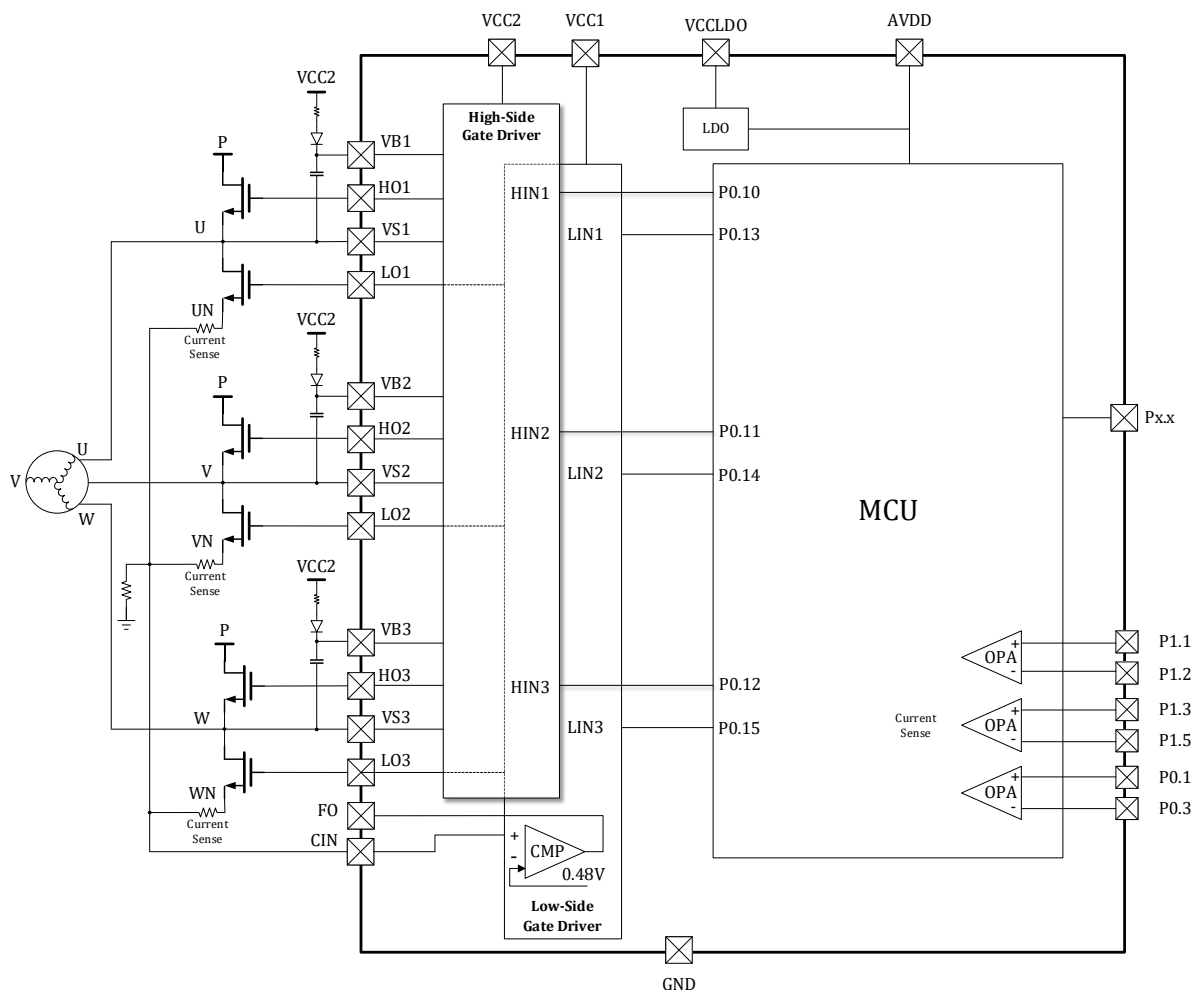 VCC2
VCC1
VCCLDO
AVDD
VCC2
High-Side
Gate Driver
LDO
P
VB1
HO1
HIN1
P0.10
U
VS1
LIN1
P0.13
LO1
UN
Current
Sense
VCC2
P
VB2
HO2
HIN2
P0.11
Px.x
U
V
V
VS2
LIN2
P0.14
W
MCU
LO2
VN
Current
Sense
VCC2
P
VB3
HO3
HIN3
P0.12
W
VS3
LIN3
P0.15
LO3
WN
Current
Sense
FO
CIN
+
-
CMP
0.48V
Low-Side
Gate Driver
+
-
OPA
P1.1
P1.2
Current
Sense
+
-
OPA
P1.3
P1.5
+
-
OPA
P0.1
P0.3
GND